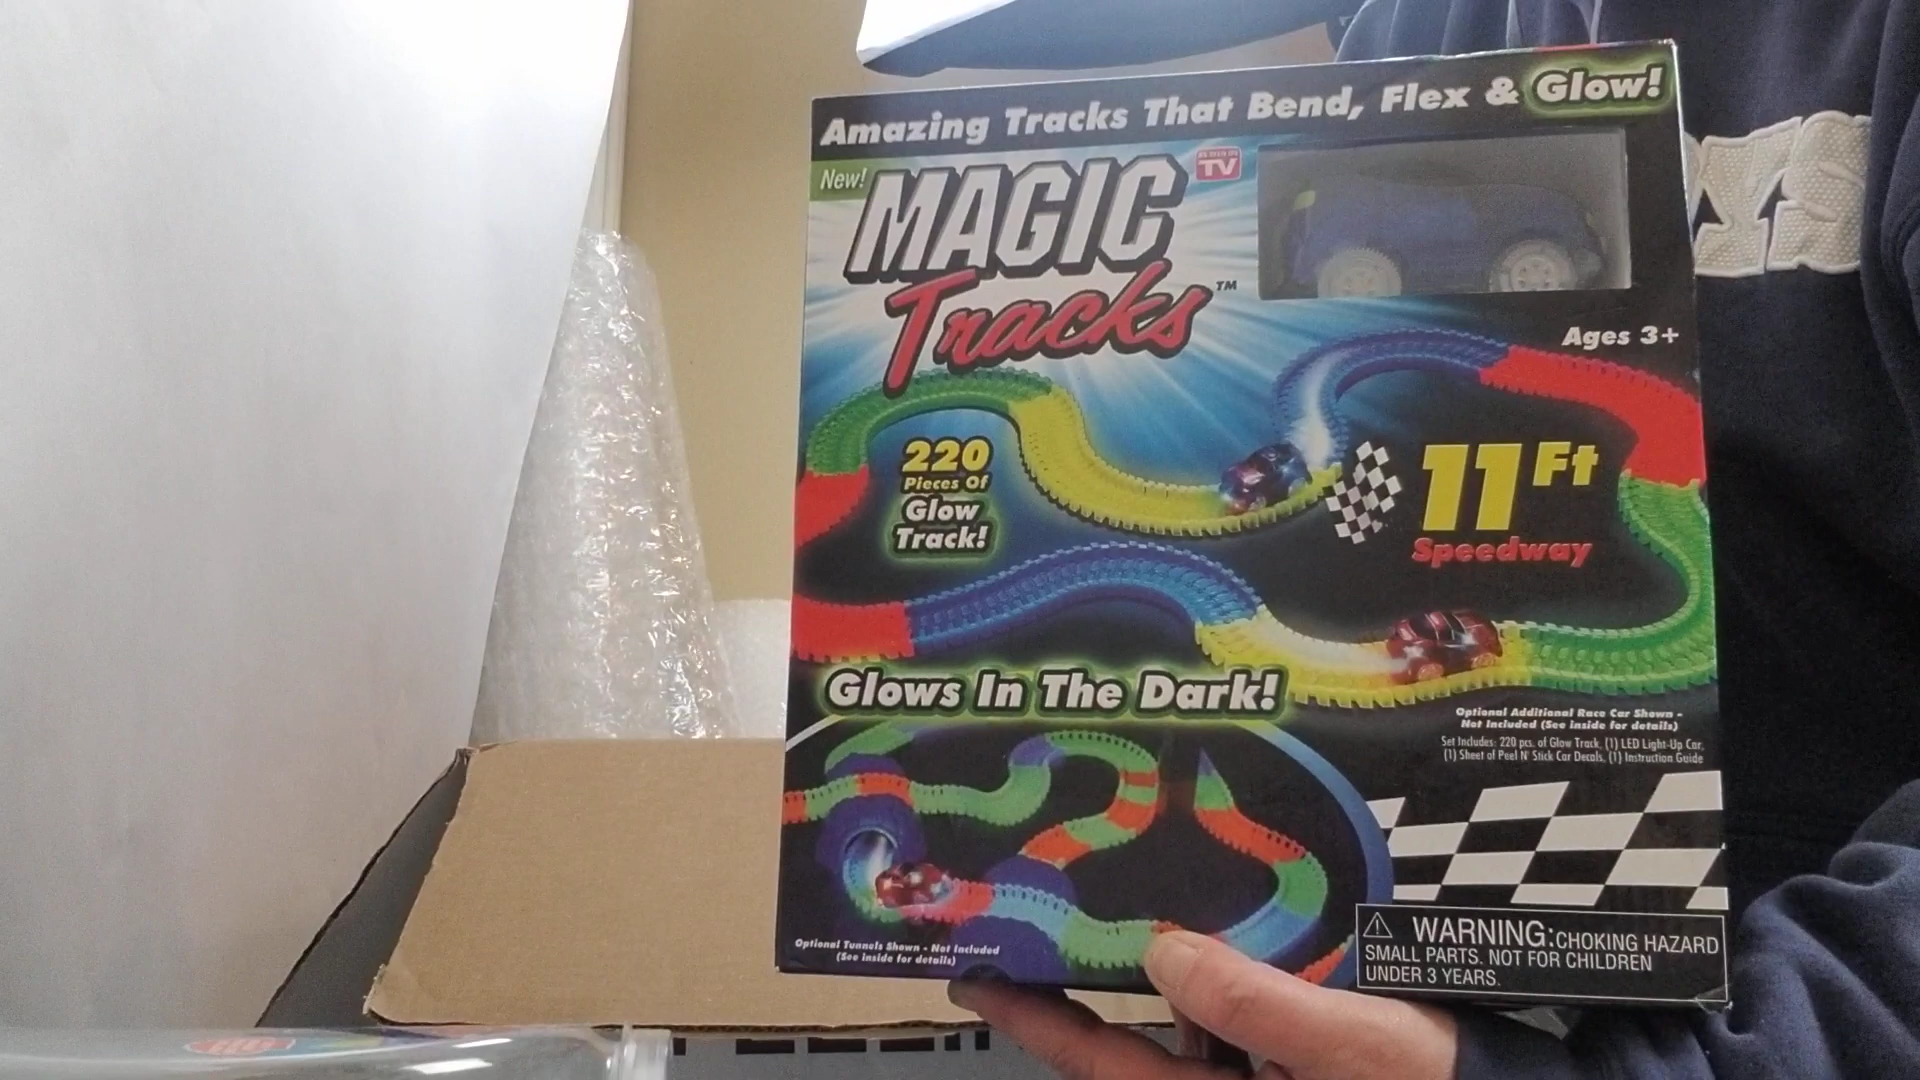 Amazing Tracks That Bend, Flex & Glow!
New!
MAGIC
Tracks™
AS SEEN ON
TV
Ages 3+
220
Pieces Of
Glow
Track!
11 Ft
Speedway
Glows In The Dark!
Optional Additional Race Car Shown -
Not Included (See inside for details)
Set Includes: 220 pcs. of Glow Track, (1) LED Light-Up Car,
(1) Sheet of Peel N' Stick Car Decals, (1) Instruction Guide
Optional Tunnels Shown - Not Included
(See inside for details)
WARNING: CHOKING HAZARD
SMALL PARTS. NOT FOR CHILDREN
UNDER 3 YEARS.
YS